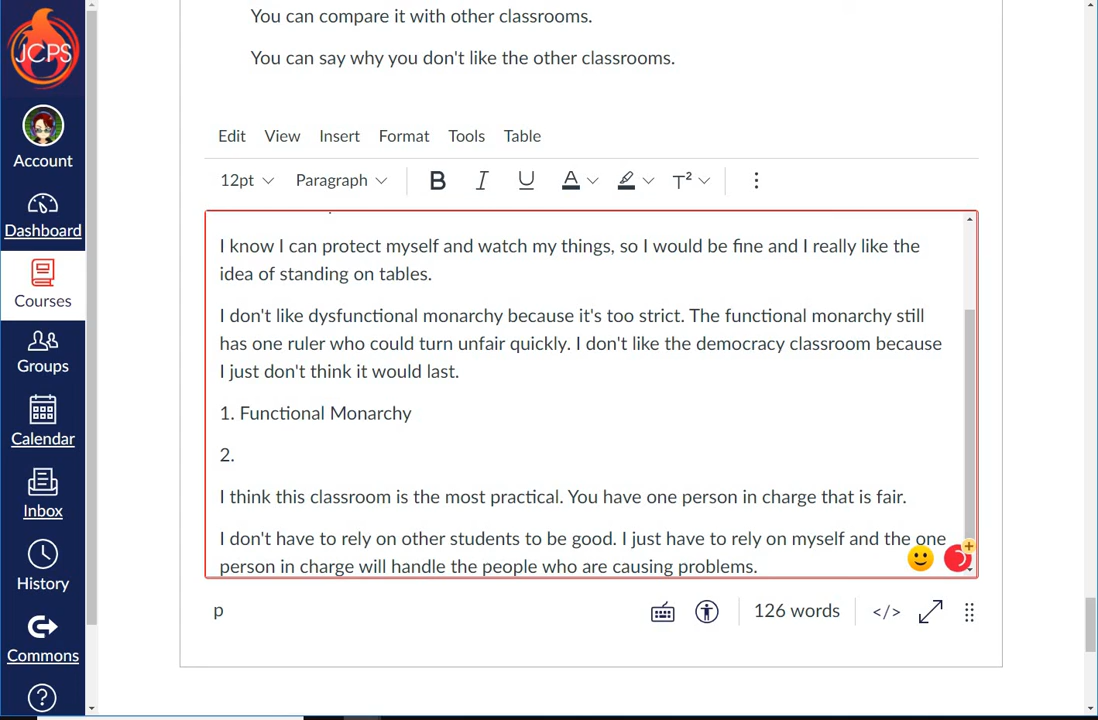 You can compare it with other classrooms.
You can say why you don't like the other classrooms.
JCPS
Account
Dashboard
Courses
Groups
Calendar
Inbox
History
Commons
Edit View Insert Format Tools Table
12pt Paragraph B I U A T²
I know I can protect myself and watch my things, so I would be fine and I really like the
idea of standing on tables.
I don't like dysfunctional monarchy because it's too strict. The functional monarchy still
has one ruler who could turn unfair quickly. I don't like the democracy classroom because
I just don't think it would last.
1. Functional Monarchy
2.
I think this classroom is the most practical. You have one person in charge that is fair.
I don't have to rely on other students to be good. I just have to rely on myself and the one
person in charge will handle the people who are causing problems.
p 126 words </>